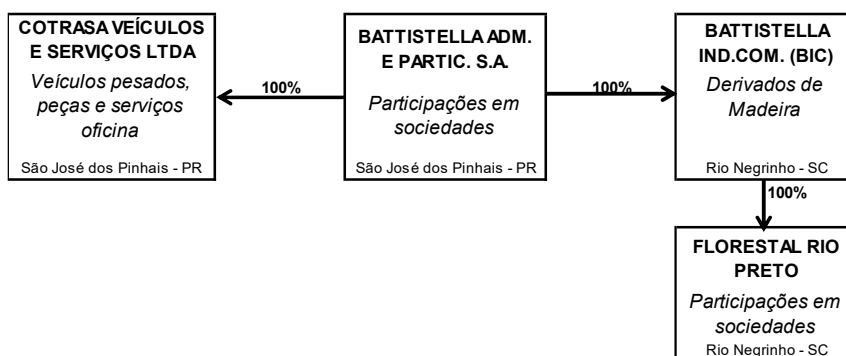 COTRASA VEÍCULOS
E SERVIÇOS LTDA
Veículos pesados,
peças e serviços
oficina
São José dos Pinhais - PR
100%
BATTISTELLA ADM.
E PARTIC. S.A.
Participações em
sociedades
São José dos Pinhais - PR
100%
BATTISTELLA
IND.COM. (BIC)
Derivados de
Madeira
Rio Negrinho - SC
100%
FLORESTAL RIO
PRETO
Participações em
sociedades
Rio Negrinho - SC